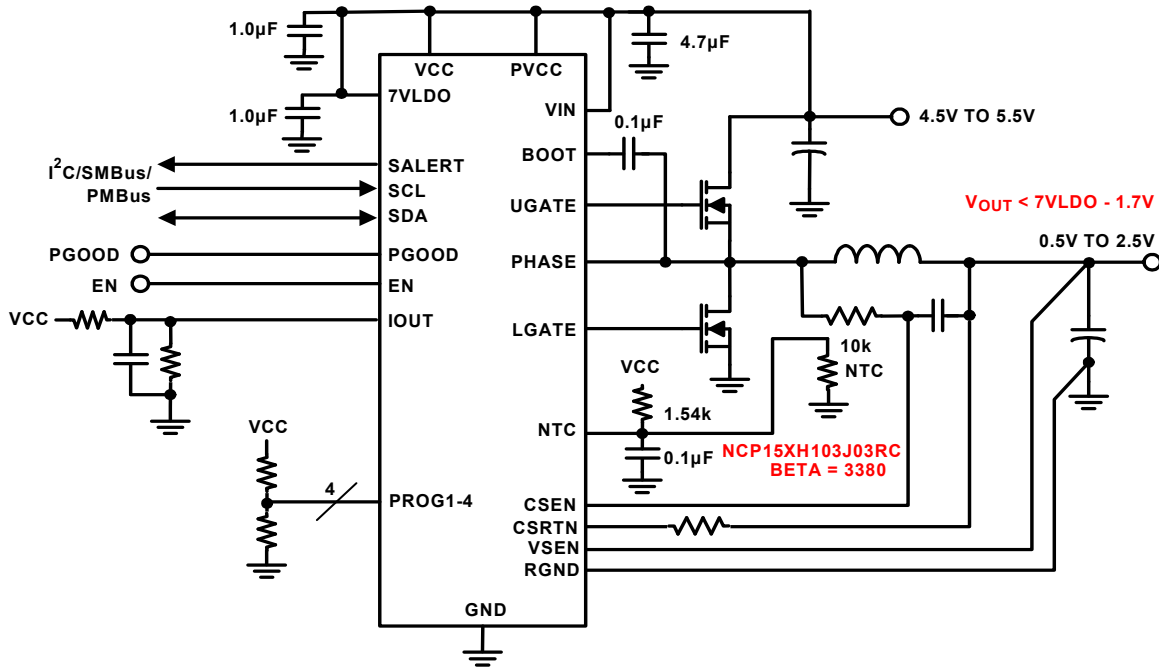 1.0µF
4.7µF
VCC
PVCC
7VLDO
VIN
1.0µF
0.1µF
4.5V TO 5.5V
BOOT
I²C/SMBus/
PMBus
SALERT
SCL
SDA
UGATE
VOUT < 7VLDO - 1.7V
0.5V TO 2.5V
PGOOD
PGOOD
PHASE
EN
EN
VCC
IOUT
LGATE
10k
NTC
VCC
1.54k
NTC
0.1µF
NCP15XH103J03RC
BETA = 3380
VCC
4
PROG1-4
CSEN
CSRTN
VSEN
RGND
GND